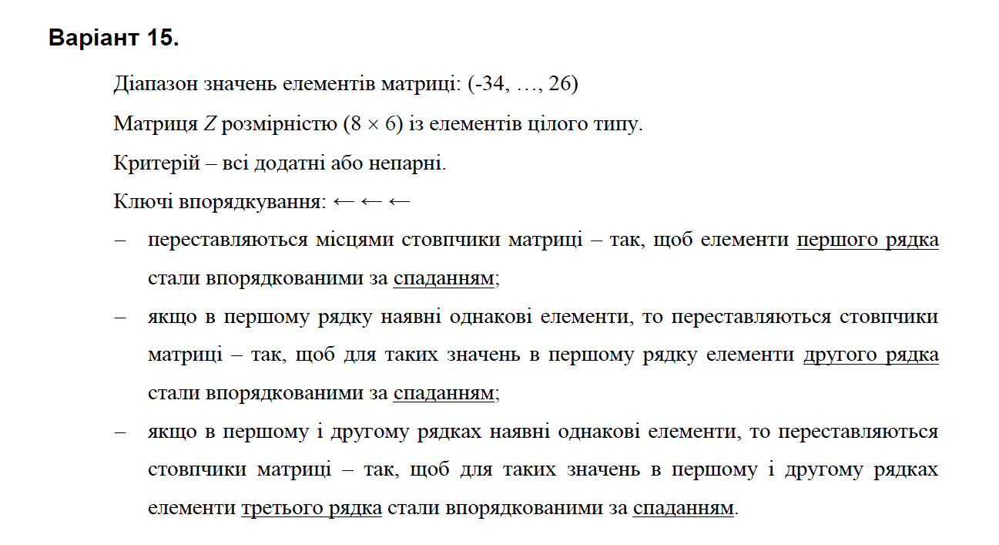 Варіант 15.
Діапазон значень елементів матриці: (-34, …, 26)
Матриця Z розмірністю (8 × 6) із елементів цілого типу.
Критерій – всі додатні або непарні.
Ключі впорядкування: ← ← ←
– переставляються місцями стовпчики матриці – так, щоб елементи першого рядка
стали впорядкованими за спаданням;
– якщо в першому рядку наявні однакові елементи, то переставляються стовпчики
матриці – так, щоб для таких значень в першому рядку елементи другого рядка
стали впорядкованими за спаданням;
– якщо в першому і другому рядках наявні однакові елементи, то переставляються
стовпчики матриці – так, щоб для таких значень в першому і другому рядках
елементи третього рядка стали впорядкованими за спаданням.